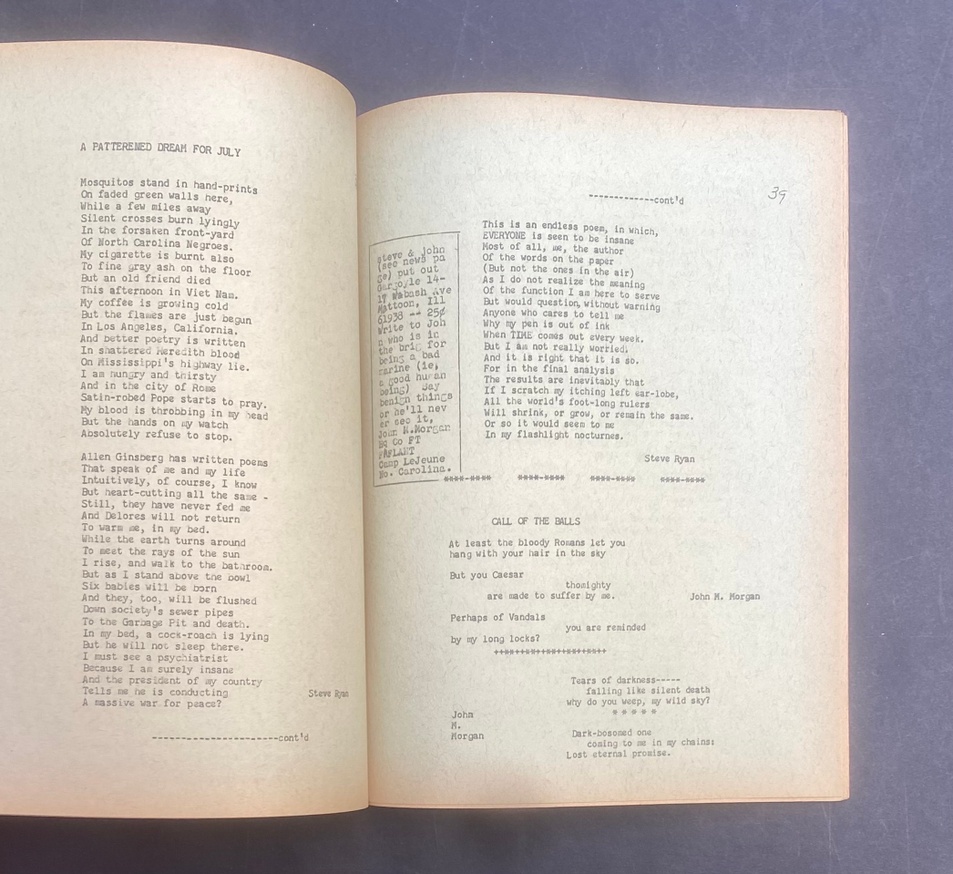 A PATTERENED DREAM FOR JULY
Mosquitos stand in hand-prints
On faded green walls here,
While a few miles away
Silent crosses burn lyingly
In the forsaken front-yard
Of North Carolina Negroes.
My cigarette is burnt also
To fine gray ash on the floor
But an old friend died
This afternoon in Viet Nam.
My coffee is growing cold
But the flames are just begun
In Los Angeles, California.
And better poetry is written
In shattered Meredith blood
On Mississippi's highway lie.
I am hungry and thirsty
And in the city of Rome
Satin-robed Pope starts to pray.
My blood is throbbing in my head
But the hands on my watch
Absolutely refuse to stop.
Allen Ginsberg has written poems
That speak of me and my life
Intuitively, of course, I know
But heart-cutting all the same -
Still, they have never fed me
And Delores will not return
To warm me, in my bed.
While the earth turns around
To meet the rays of the sun
I rise, and walk to the bathroom.
But as I stand above the bowl
Six babies will be born
And they, too, will be flushed
Down society's sewer pipes
To the Garbage Pit and death.
In my bed, a cock-roach is lying
But he will not sleep there.
I must see a psychiatrist
Because I am surely insane
And the president of my country
Tells me he is conducting
A massive war for peace?
Steve Ryan
-----------------------cont'd
-------------cont'd
39
Steve & John
(see news pa
ge) put out
Gargoyle 14-
17 Wabash Ave
Mattoon, Ill
61938 -- 25¢
Write to Joh
n who is in
the brig for
being a bad
marine (ie,
a good human
being) Say
benign things
or he'll nev
er see it,
John M.Morgan
Hq Co FT
FMFLANT
Camp LeJeune
No. Carolina.
This is an endless poem, in which,
EVERYONE is seen to be insane
Most of all, me, the author
Of the words on the paper
(But not the ones in the air)
As I do not realize the meaning
Of the function I am here to serve
But would question, without warning
Anyone who cares to tell me
Why my pen is out of ink
When TIME comes out every week.
But I am not really worried.
And it is right that it is so.
For in the final analysis
The results are inevitably that
If I scratch my itching left ear-lobe,
All the world's foot-long rulers
Will shrink, or grow, or remain the same.
Or so it would seem to me
In my flashlight nocturnes.
Steve Ryan
****-**** ****-**** ****-**** ****-****
CALL OF THE BALLS
At least the bloody Romans let you
hang with your hair in the sky
But you Caesar
thomighty
are made to suffer by me.
John M. Morgan
Perhaps of Vandals
you are reminded
by my long locks?
+++++++++++++++++++++++
Tears of darkness-----
falling like silent death
why do you weep, my wild sky?
* * * * *
John
M.
Morgan
Dark-bosomed one
coming to me in my chains:
Lost eternal promise.